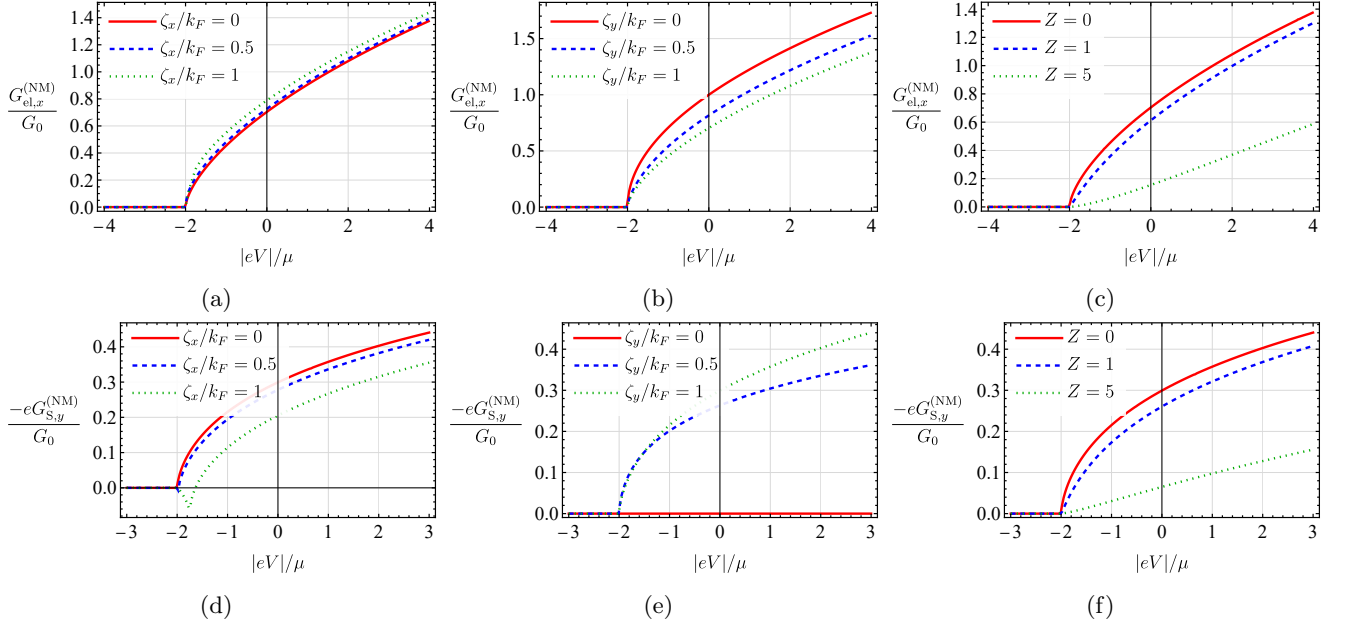 G_{el,x}^{(NM)} / G_0
ζ_x/k_F = 0
ζ_x/k_F = 0.5
ζ_x/k_F = 1
1.4
1.2
1.0
0.8
0.6
0.4
0.2
0.0
−4 −2 0 2 4
|eV|/μ
(a)
G_{el,x}^{(NM)} / G_0
ζ_y/k_F = 0
ζ_y/k_F = 0.5
ζ_y/k_F = 1
1.5
1.0
0.5
0.0
−4 −2 0 2 4
|eV|/μ
(b)
G_{el,x}^{(NM)} / G_0
Z = 0
Z = 1
Z = 5
1.4
1.2
1.0
0.8
0.6
0.4
0.2
0.0
−4 −2 0 2 4
|eV|/μ
(c)
−eG_{S,y}^{(NM)} / G_0
ζ_x/k_F = 0
ζ_x/k_F = 0.5
ζ_x/k_F = 1
0.4
0.3
0.2
0.1
0.0
−3 −2 −1 0 1 2 3
|eV|/μ
(d)
−eG_{S,y}^{(NM)} / G_0
ζ_y/k_F = 0
ζ_y/k_F = 0.5
ζ_y/k_F = 1
0.4
0.3
0.2
0.1
0.0
−3 −2 −1 0 1 2 3
|eV|/μ
(e)
−eG_{S,y}^{(NM)} / G_0
Z = 0
Z = 1
Z = 5
0.4
0.3
0.2
0.1
0.0
−3 −2 −1 0 1 2 3
|eV|/μ
(f)